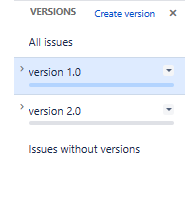 VERSIONS Create version ×
All issues
version 1.0
version 2.0
Issues without versions